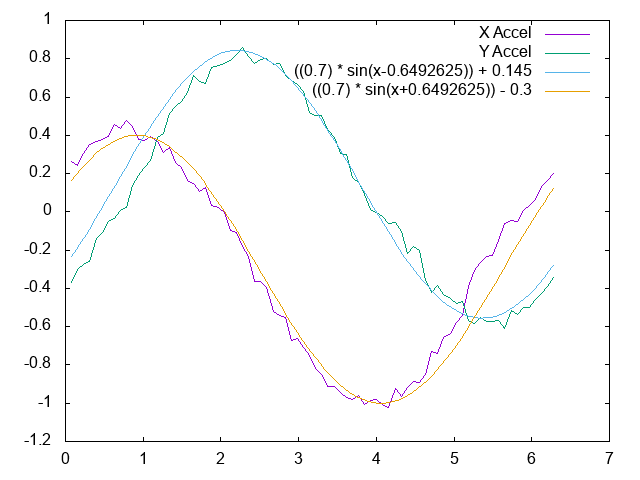 1
0.8
0.6
0.4
0.2
0
-0.2
-0.4
-0.6
-0.8
-1
-1.2
X Accel
Y Accel
((0.7) * sin(x-0.6492625)) + 0.145
((0.7) * sin(x+0.6492625)) - 0.3
0 1 2 3 4 5 6 7